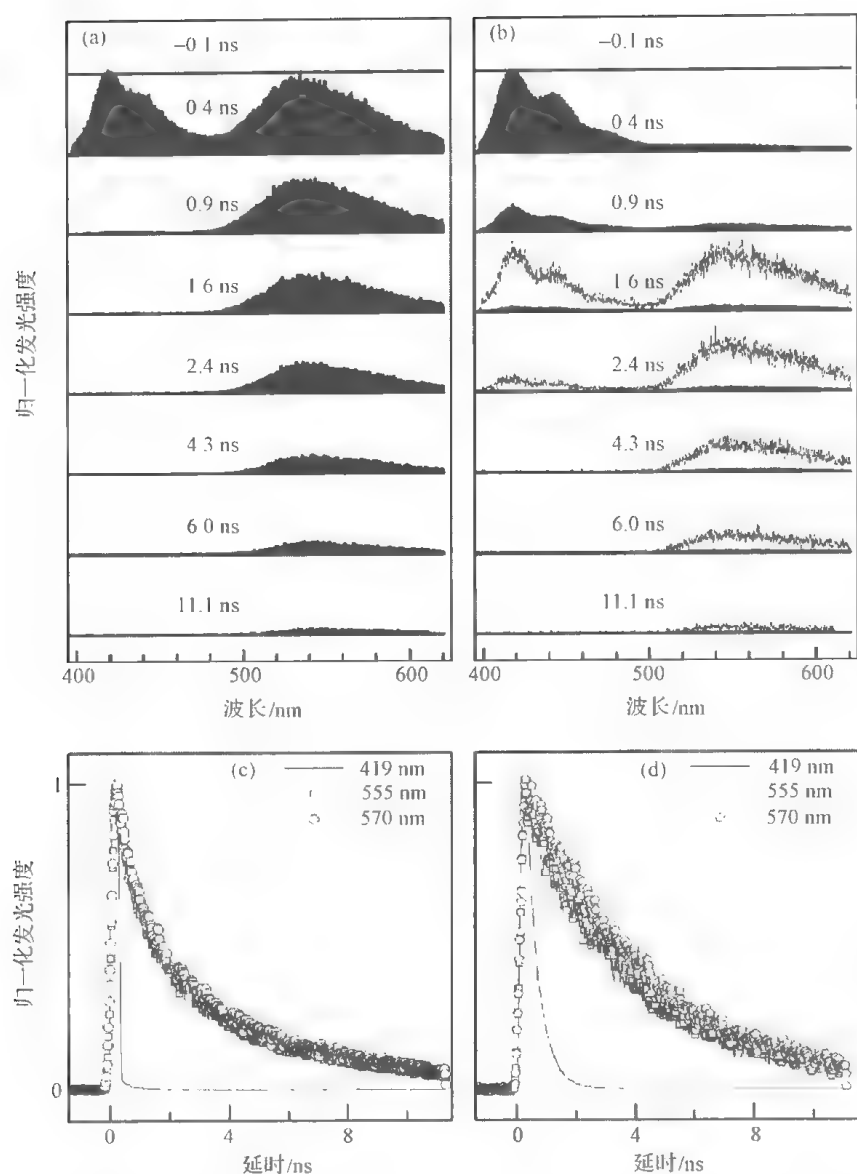 (a)
−0.1 ns
0 4 ns
0.9 ns
1 6 ns
2.4 ns
4.3 ns
6 0 ns
11.1 ns
400 500 600
波长/nm
(b)
−0.1 ns
0 4 ns
0.9 ns
1 6 ns
2.4 ns
4.3 ns
6.0 ns
11.1 ns
400 500 600
波长/nm
归一化发光强度
(c)
419 nm
555 nm
570 nm
1
0
0 4 8
延时/ns
(d)
419 nm
555 nm
570 nm
0 4 8
延时/ns
归一化发光强度